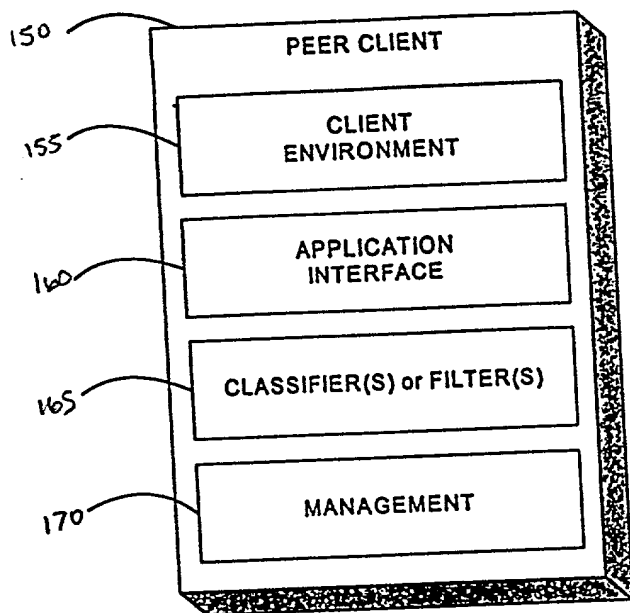 150
PEER CLIENT
155
CLIENT
ENVIRONMENT
160
APPLICATION
INTERFACE
165
CLASSIFIER(S) or FILTER(S)
170
MANAGEMENT